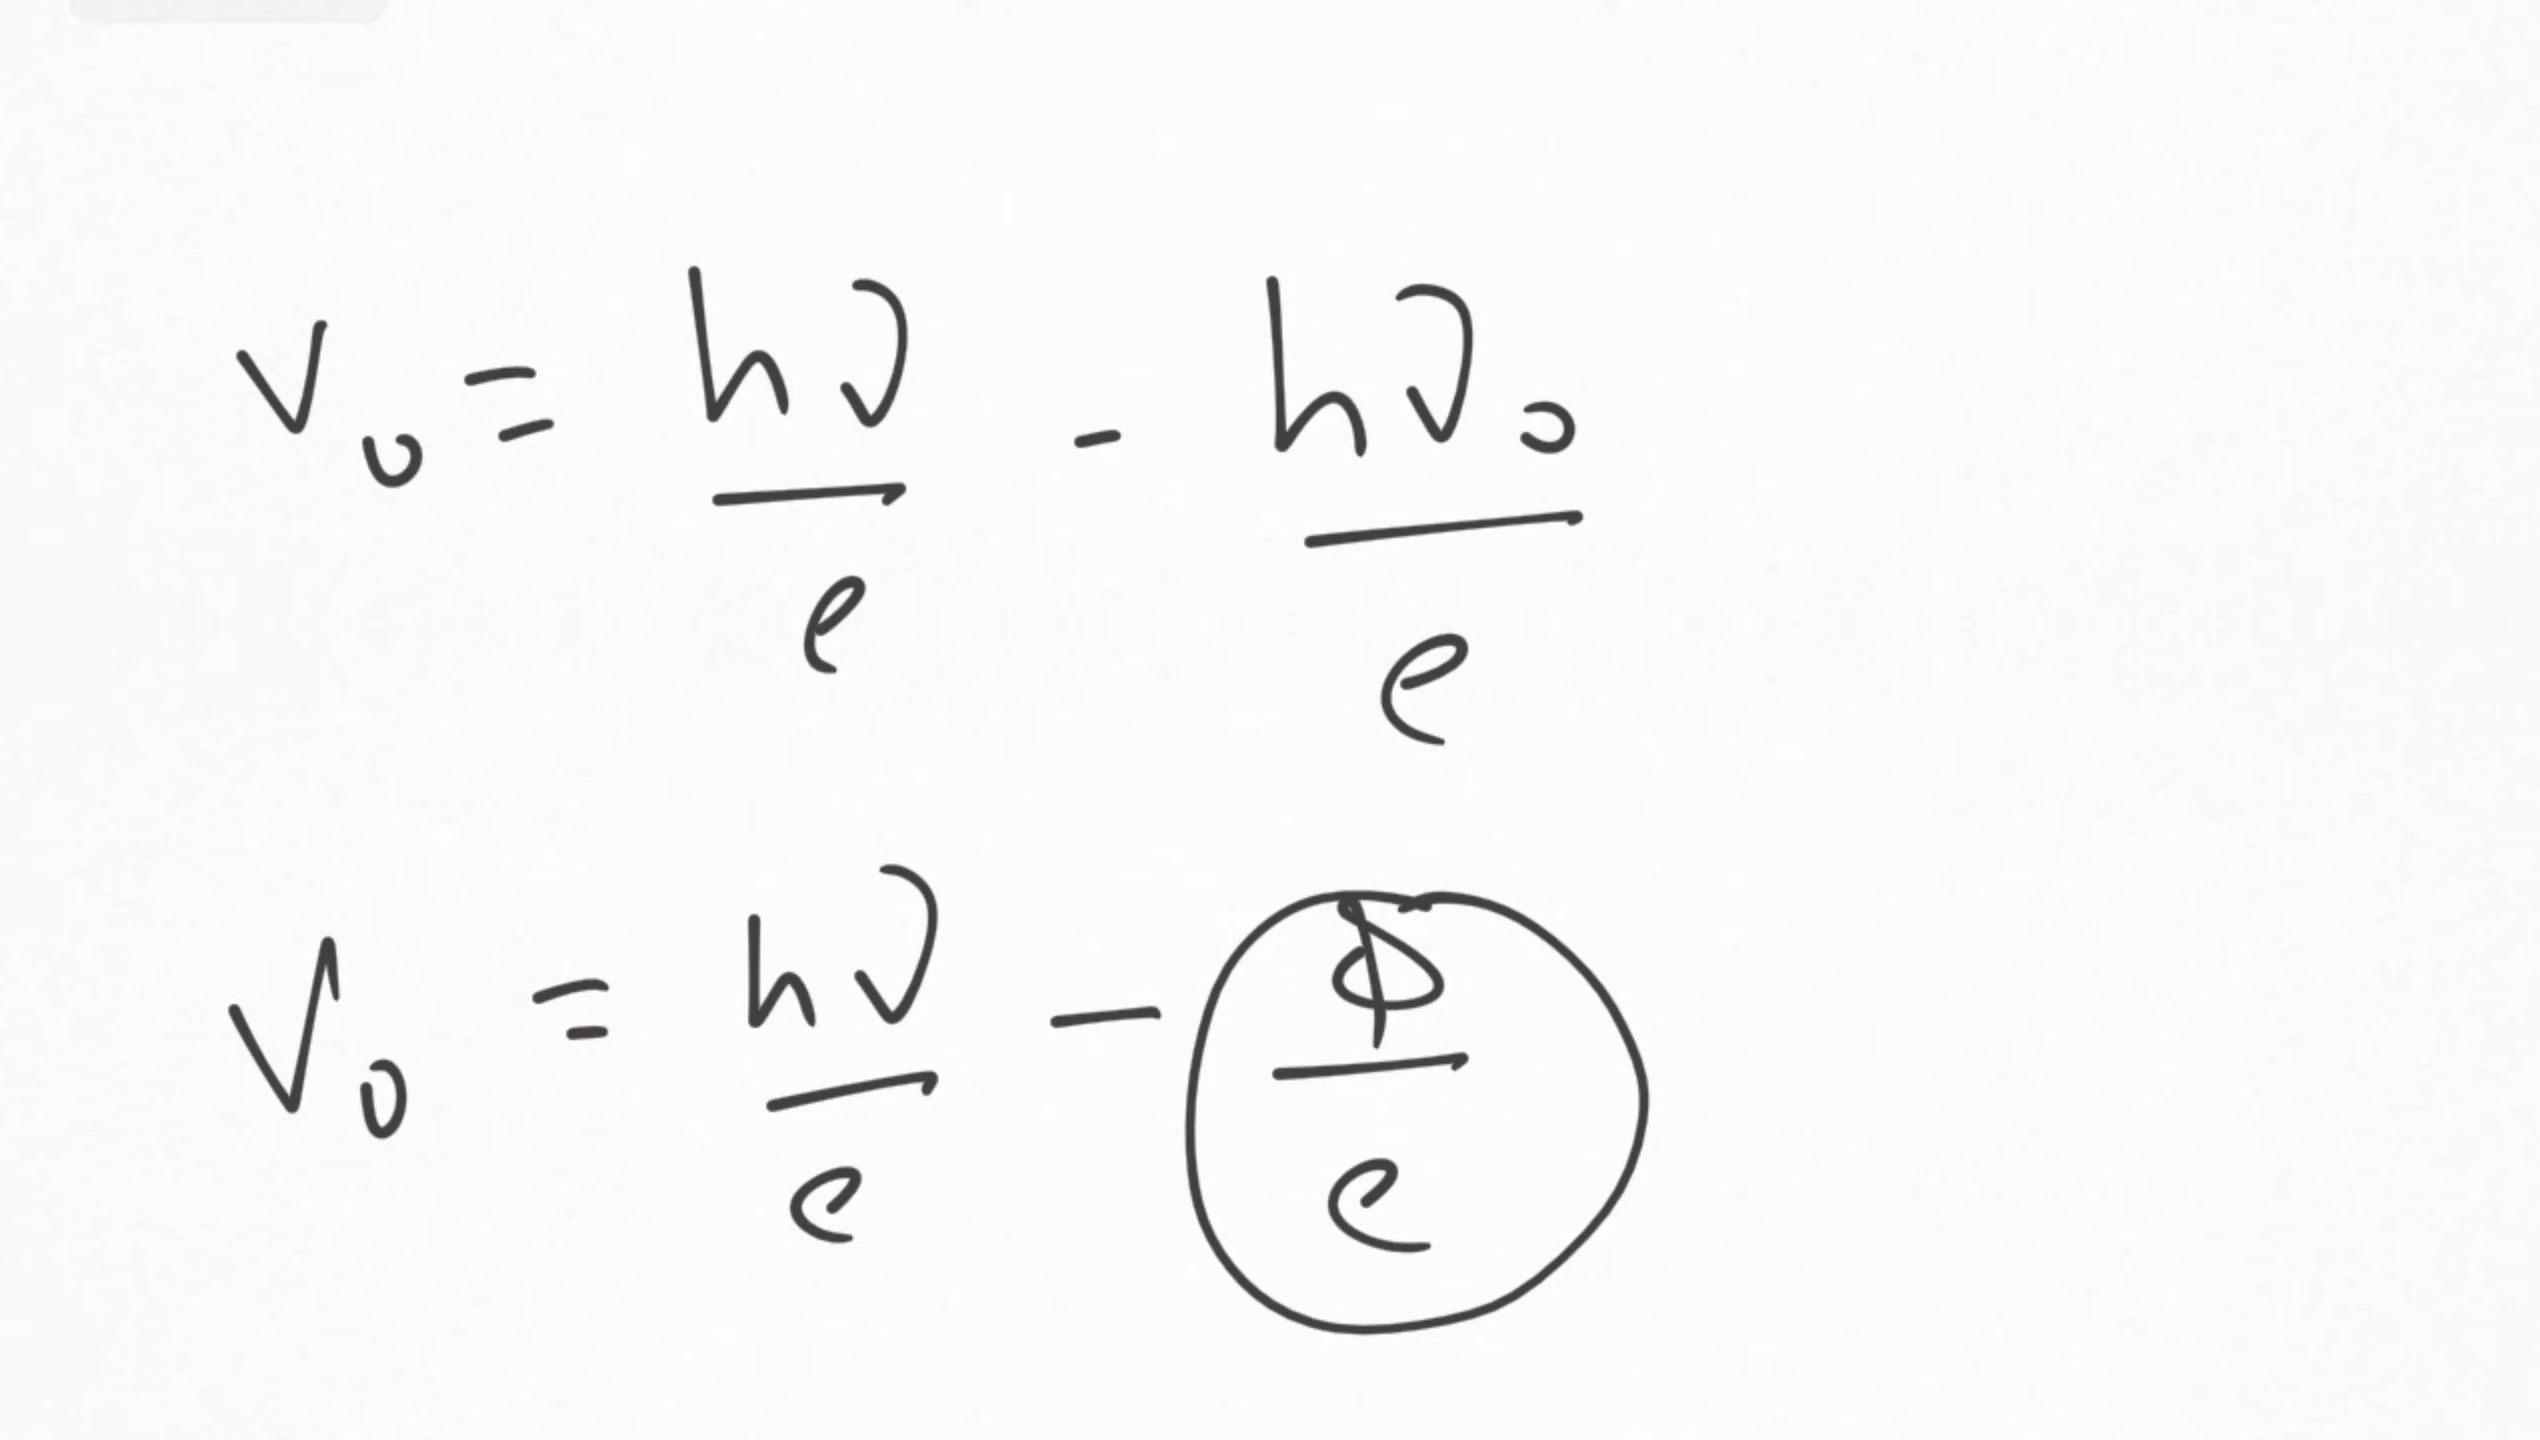 V₀ = hν/e - hν₀/e
V₀ = hν/e - ϕ/e